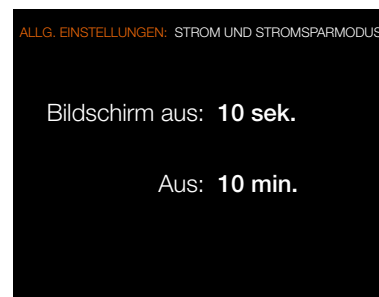 ALLG. EINSTELLUNGEN: STROM UND STROMSPARMODUS
Bildschirm aus: 10 sek.
Aus: 10 min.